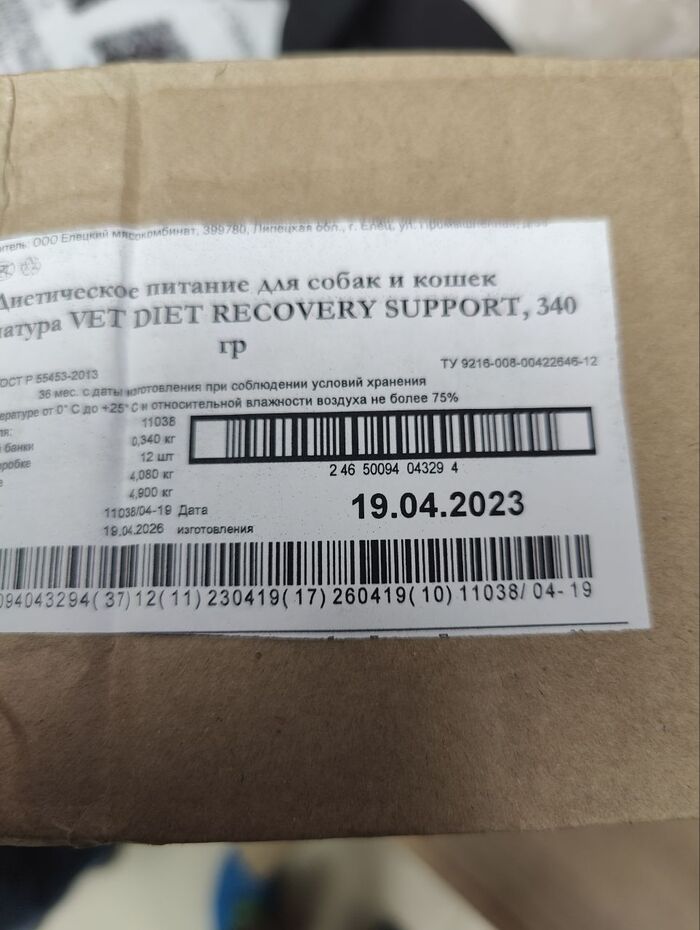 ООО Елецкий мясокомбинат, 399780, Липецкая обл., г. Елец, ул. Промышленная,
Диетическое питание для собак и кошек
VET DIET RECOVERY SUPPORT, 340
гр
ТУ 9216-008-00422646-12
ГОСТ Р 55453-2013
36 мес. с даты изготовления при соблюдении условий хранения
от 0° С до +25° С и относительной влажности воздуха не более 75%
11038
банки 0,340 кг
12 шт
4,080 кг
4,900 кг
2 46 50094 04329 4
11038/04-19 Дата
19.04.2026 изготовления
19.04.2023
094043294(37)12(11)230419(17)260419(10)11038/04-19